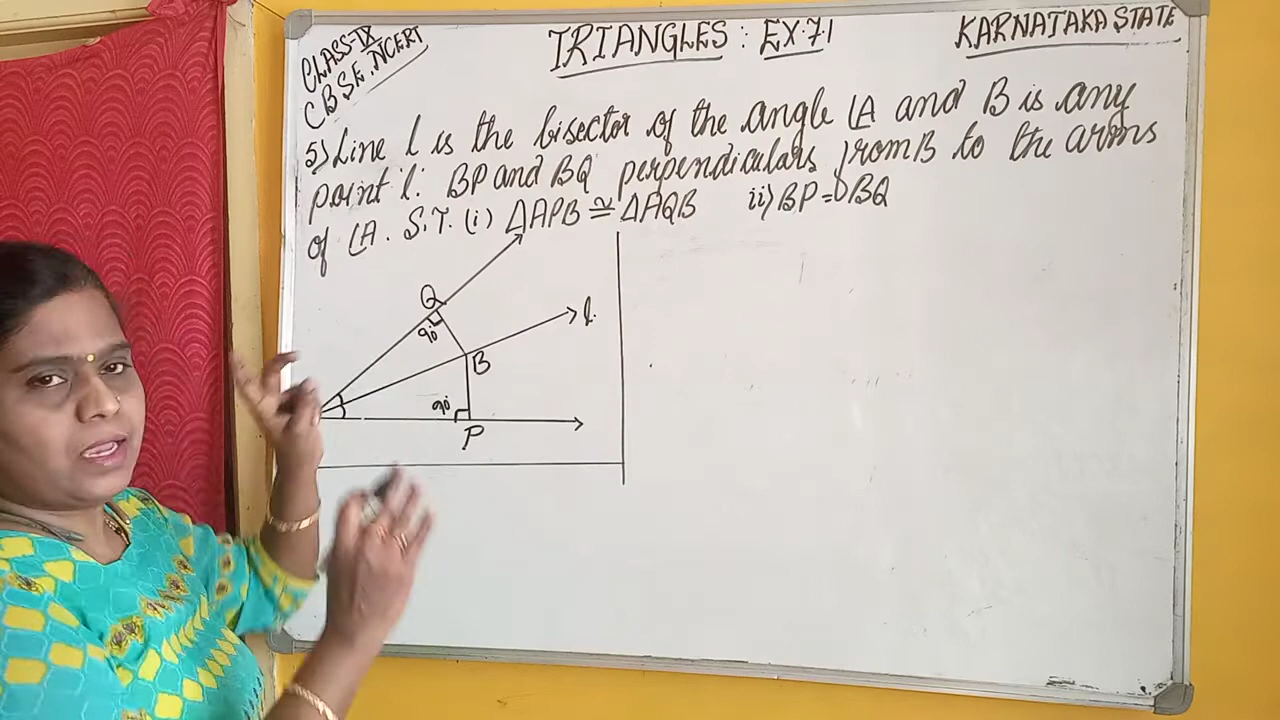 CLASS-IX
CBSE, NCERT
TRIANGLES : EX.7.1
KARNATAKA STATE
5) Line l is the bisector of the angle ∠A and B is any
point l. BP and BQ perpendiculars from B to the arms
of ∠A. S.T. (i) ΔAPB ≅ ΔAQB ii) BP = BQ
Q
90°
l.
B
90°
P